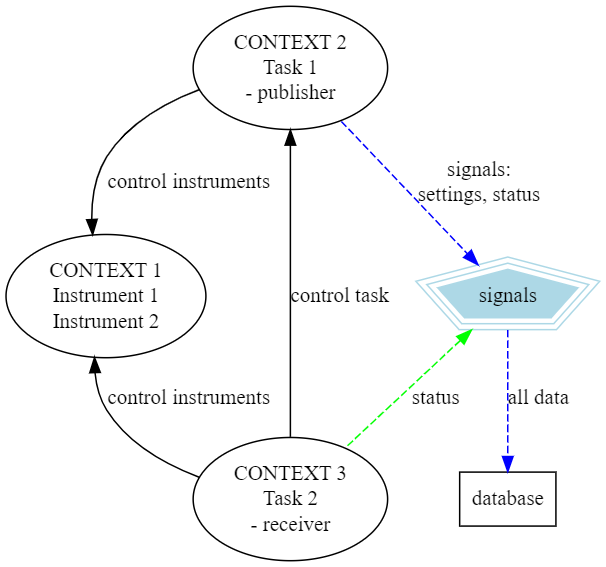 CONTEXT 2
Task 1
- publisher
control instruments
signals:
settings, status
CONTEXT 1
Instrument 1
Instrument 2
control task
signals
control instruments
status
all data
CONTEXT 3
Task 2
- receiver
database